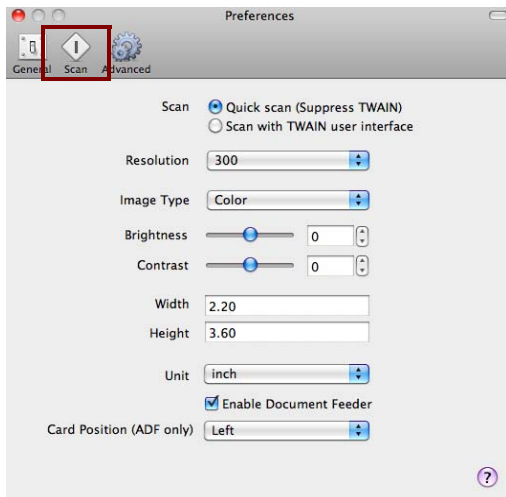 Preferences
General Scan Advanced
Scan Quick scan (Suppress TWAIN)
Scan with TWAIN user interface
Resolution 300
Image Type Color
Brightness 0
Contrast 0
Width 2.20
Height 3.60
Unit inch
Enable Document Feeder
Card Position (ADF only) Left
?